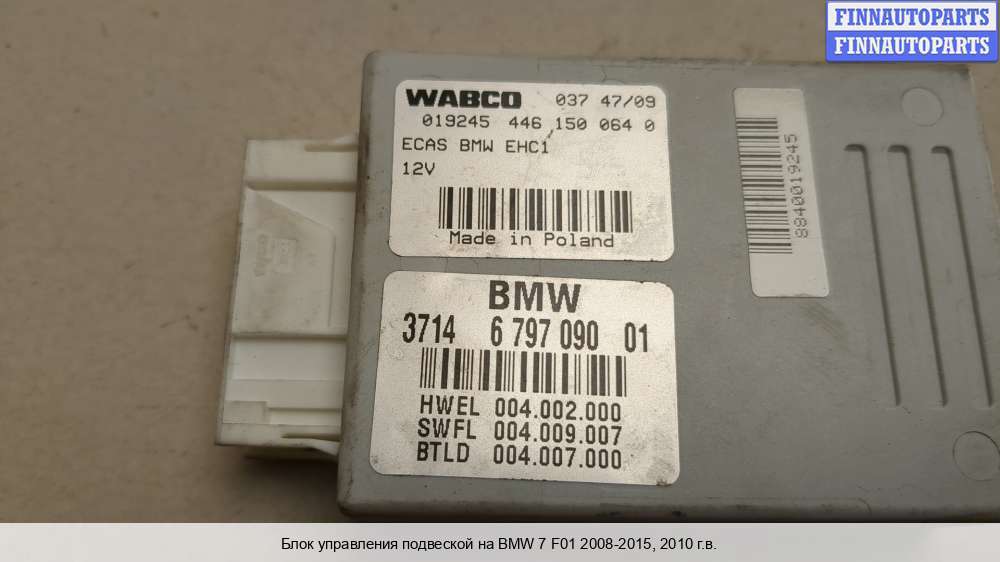 FINNAUTOPARTS
FINNAUTOPARTS
WABCO 037 47/09
019245 446 150 064 0
ECAS BMW EHC1
12V
Made in Poland
8840019245
BMW
3714 6 797 090 01
HWEL 004.002.000
SWFL 004.009.007
BTLD 004.007.000
Блок управления подвеской на BMW 7 F01 2008-2015, 2010 г.в.